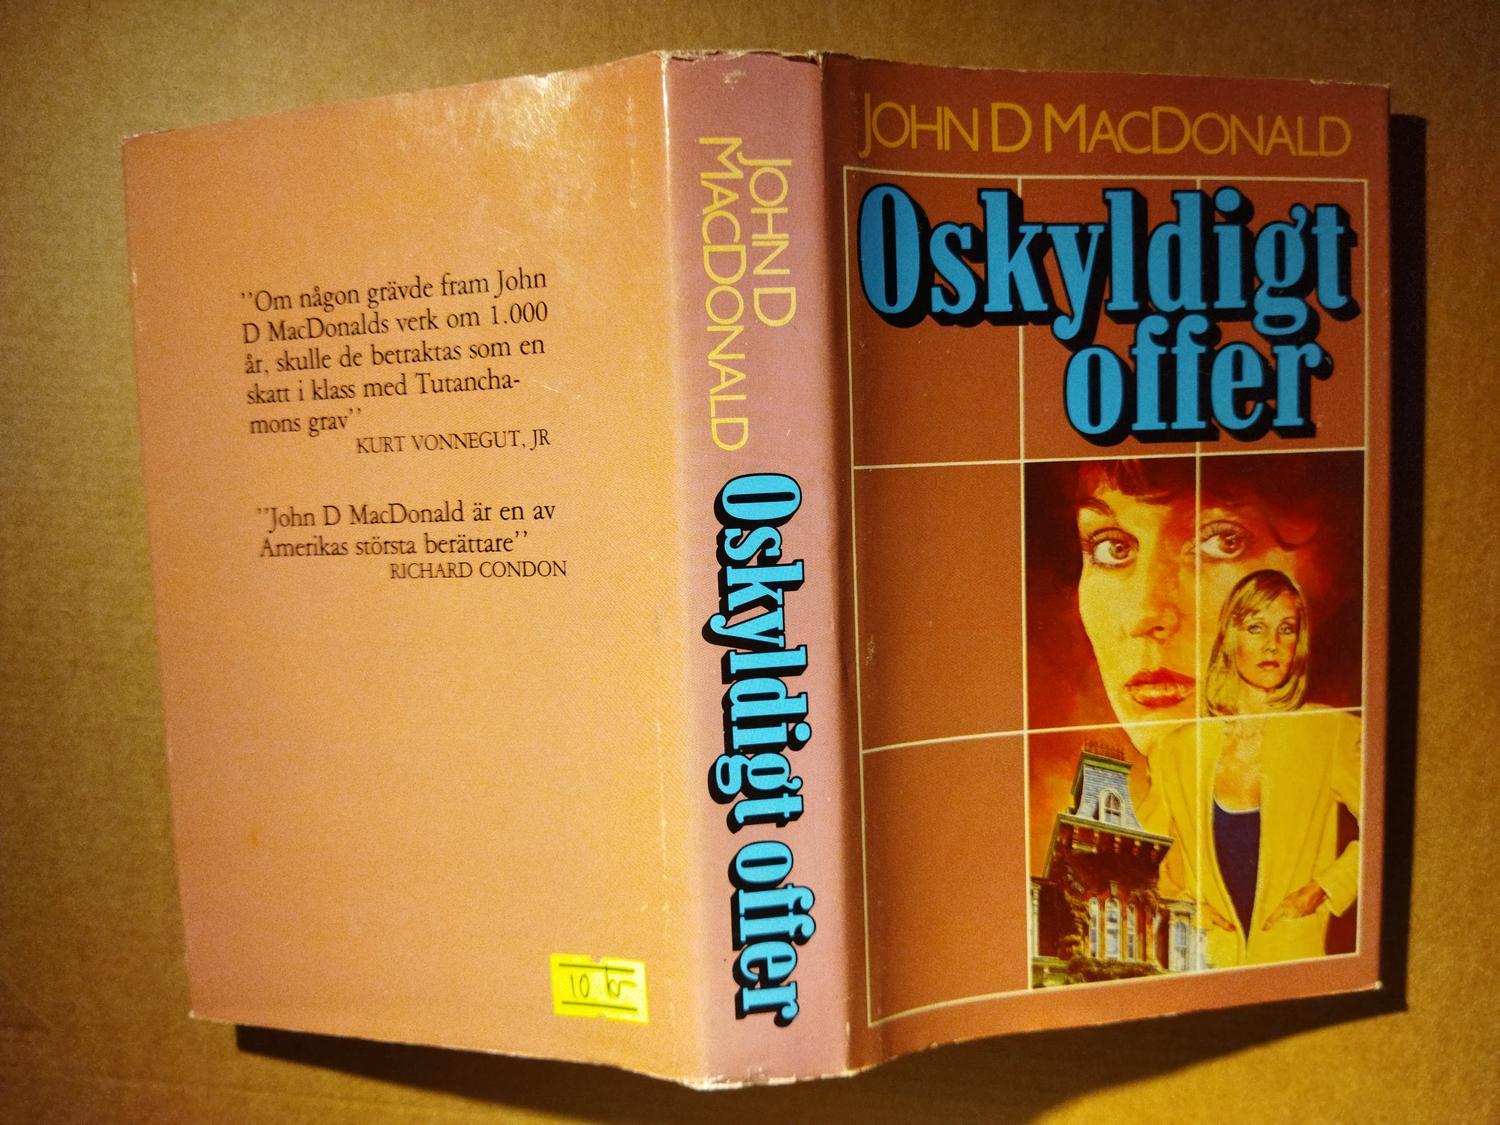 "Om någon grävde fram John
D MacDonalds verk om 1.000
år, skulle de betraktas som en
skatt i klass med Tutancha-
mons grav"
KURT VONNEGUT, JR
"John D MacDonald är en av
Amerikas största berättare"
RICHARD CONDON
10 kr
JOHN D
MACDONALD
Oskyldigt offer
JOHN D MACDONALD
Oskyldigt
offer